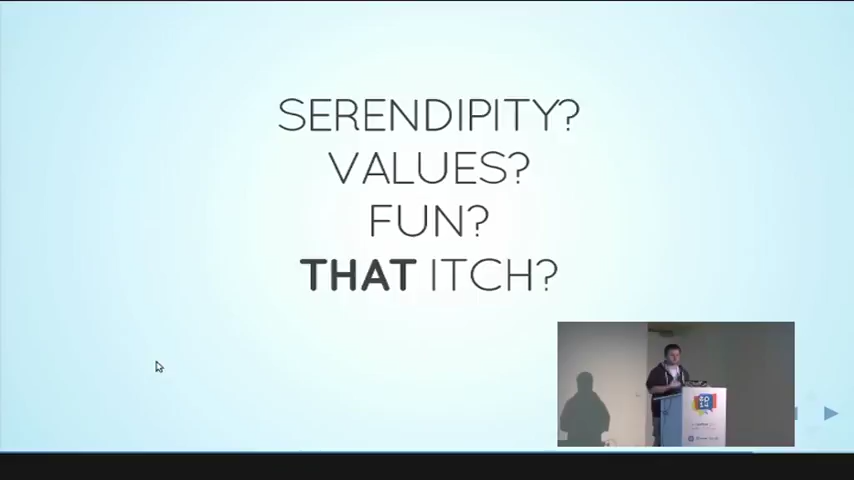 SERENDIPITY?
VALUES?
FUN?
THAT ITCH?